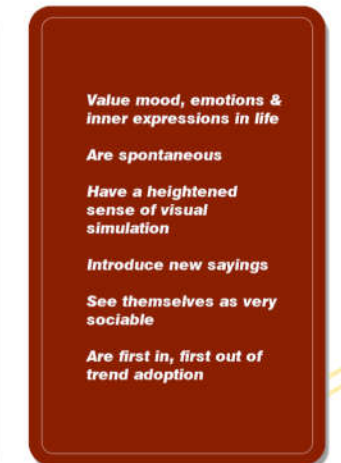 Value mood, emotions &
inner expressions in life
Are spontaneous
Have a heightened
sense of visual
simulation
Introduce new sayings
See themselves as very
sociable
Are first in, first out of
trend adoption